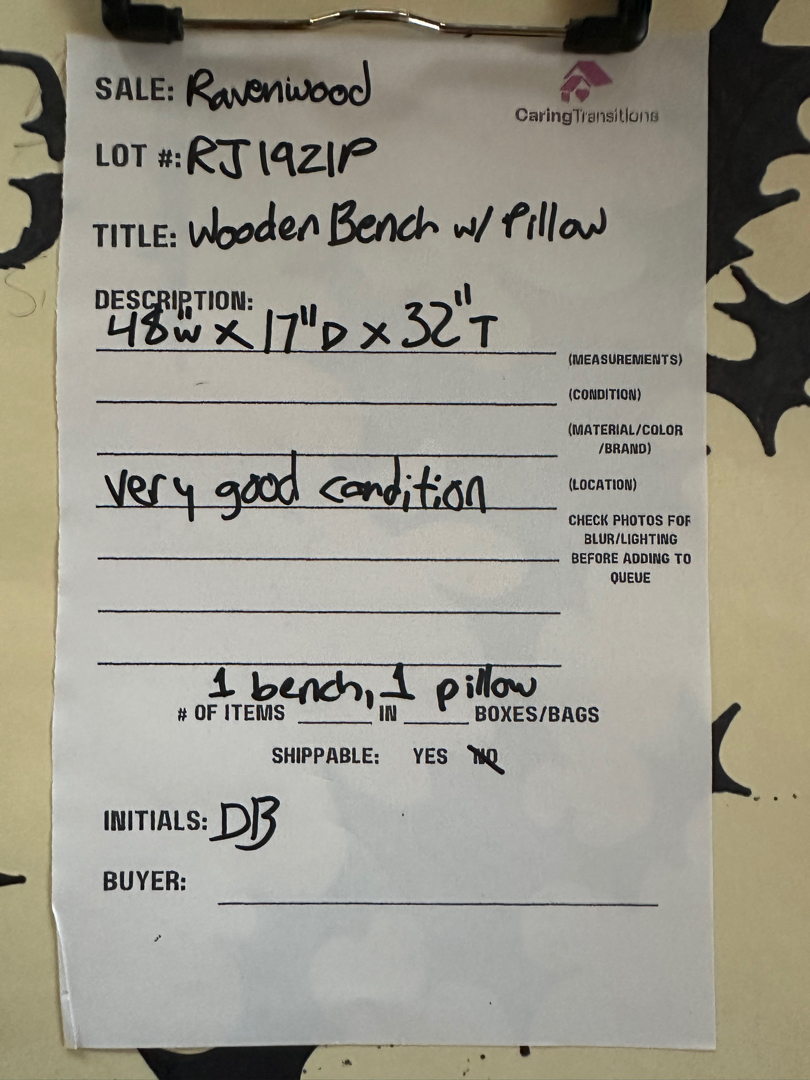 SALE: Ravenwood
CaringTransitions
LOT #: RJ1921P
TITLE: Wooden Bench w/ Pillow
DESCRIPTION:
48"W x 17"D x 32"T
(MEASUREMENTS)
(CONDITION)
(MATERIAL/COLOR
/BRAND)
very good condition
(LOCATION)
CHECK PHOTOS FOR
BLUR/LIGHTING
BEFORE ADDING TO
QUEUE
1 bench, 1 pillow
# OF ITEMS ______ IN ______ BOXES/BAGS
SHIPPABLE: YES NO
INITIALS: DB
BUYER: